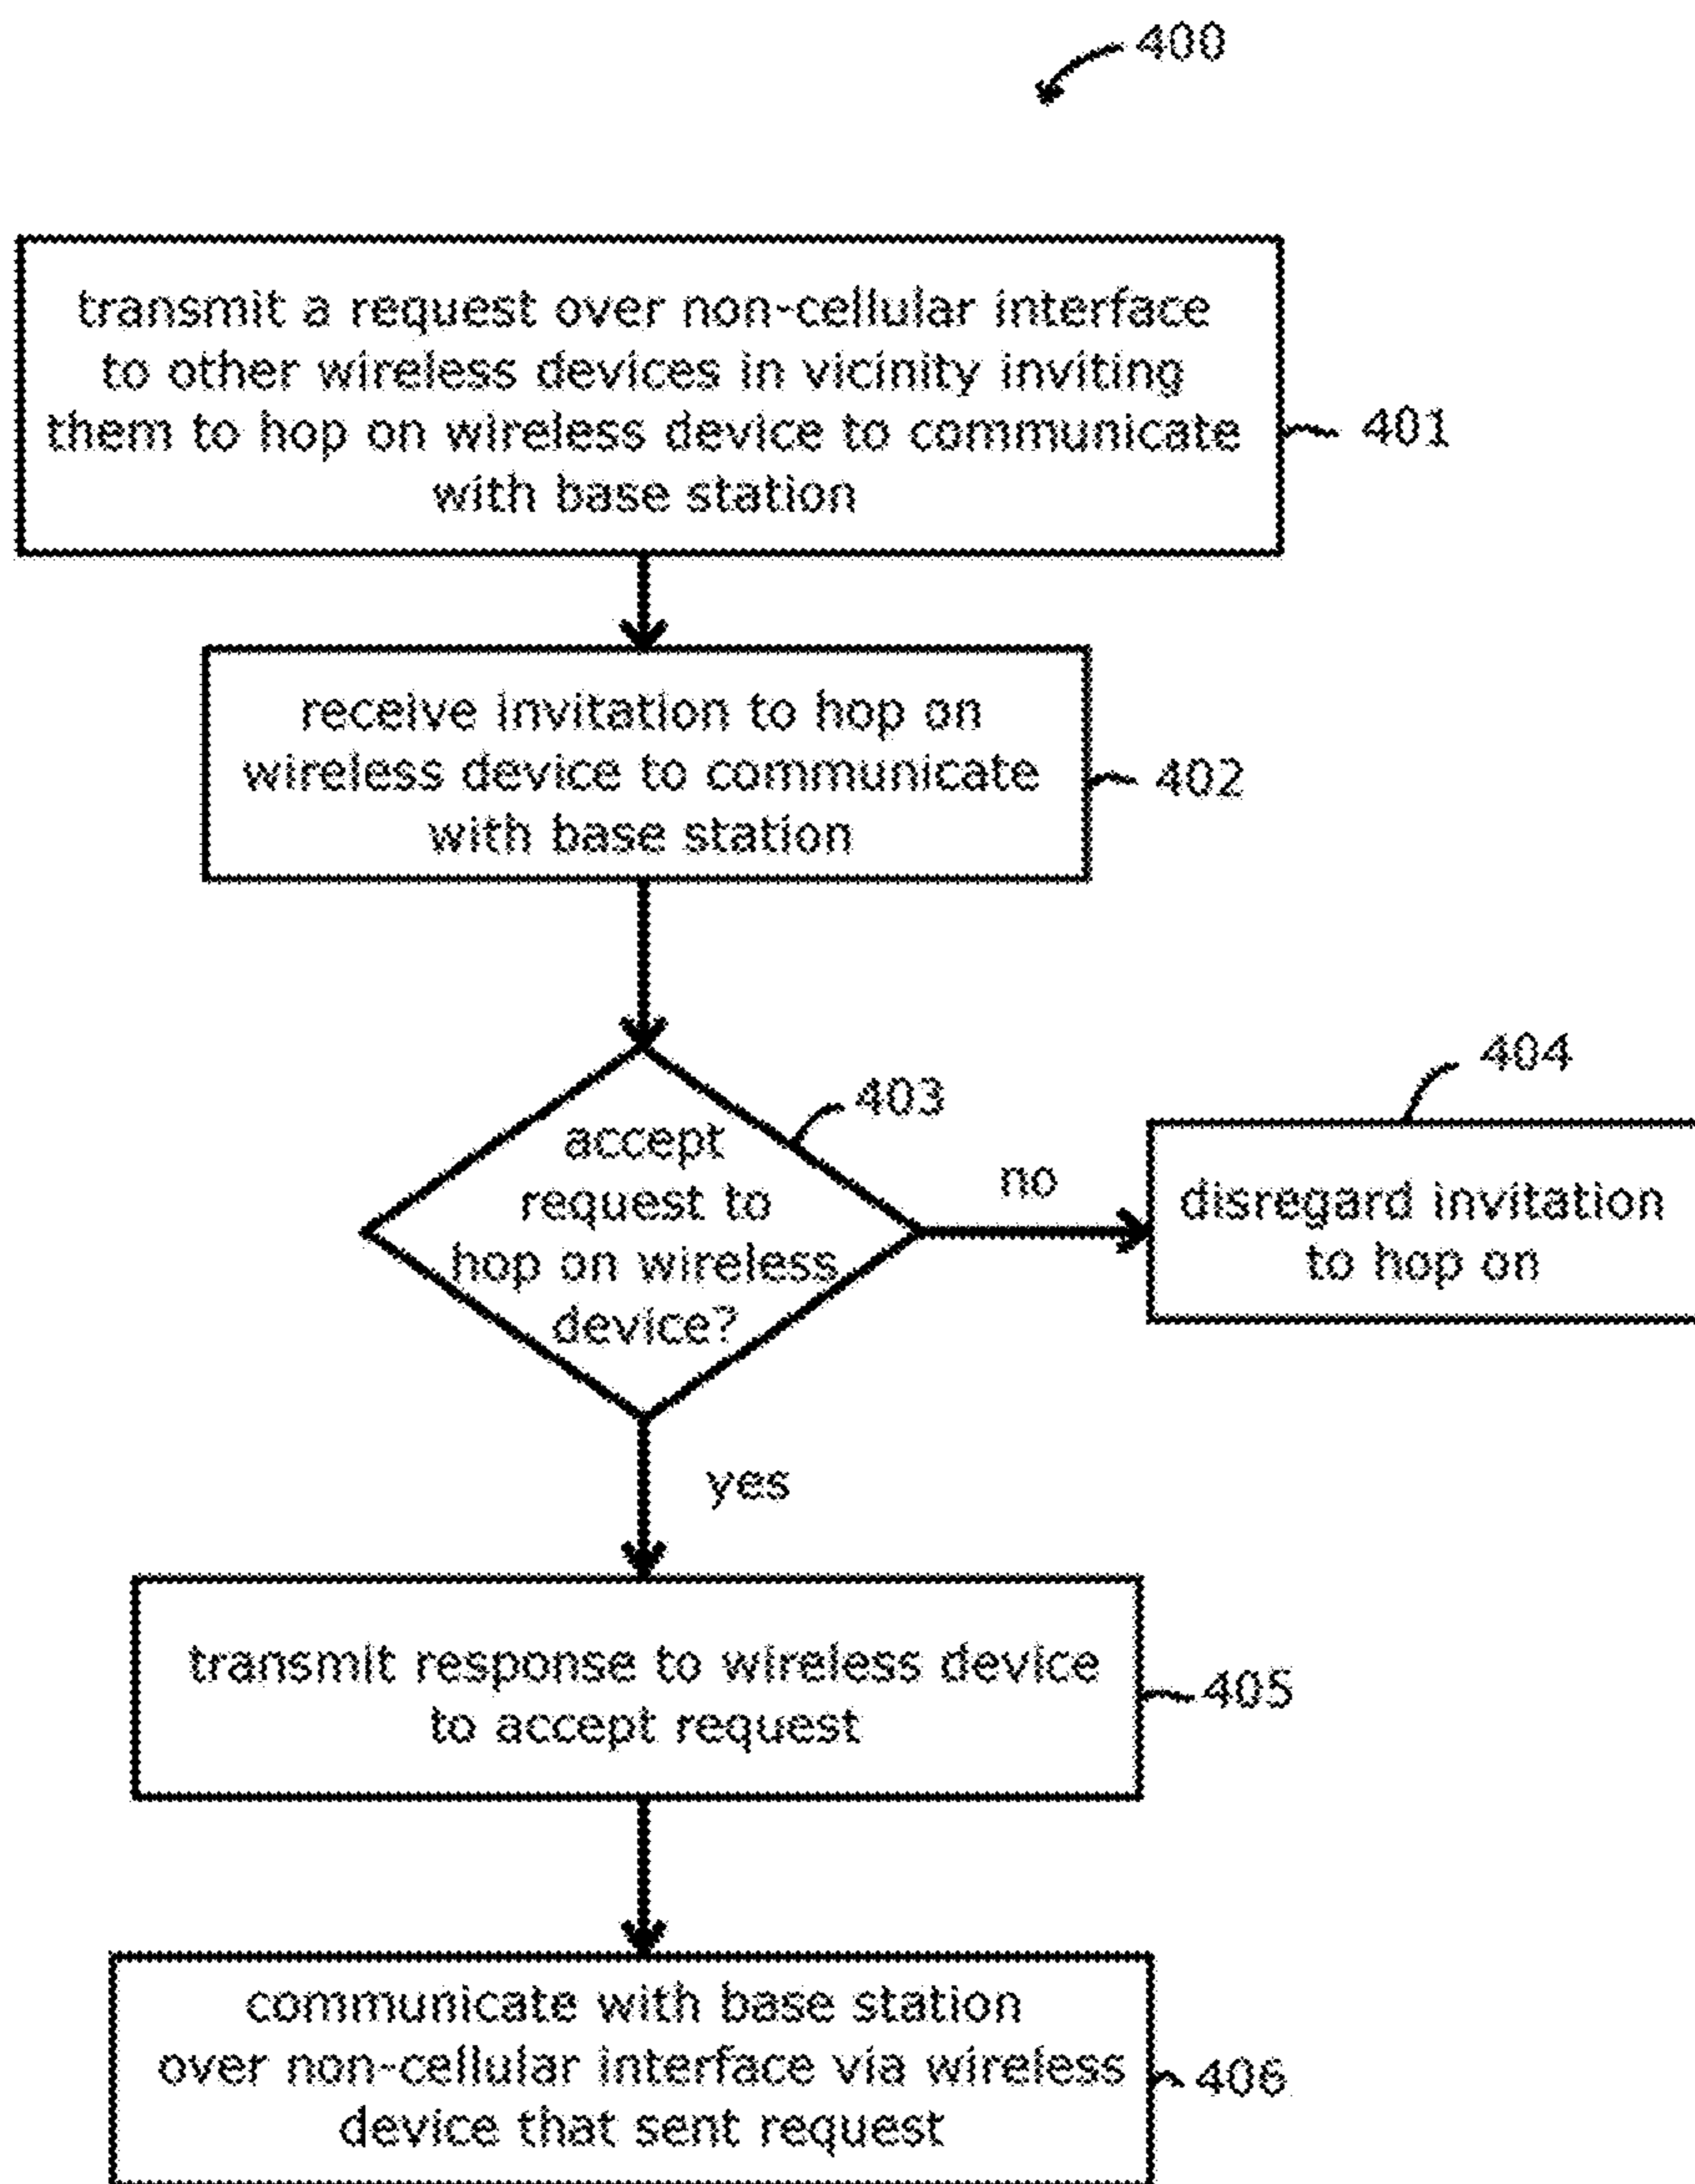 400
transmit a request over non-cellular interface
to other wireless devices in vicinity inviting
them to hop on wireless device to communicate
with base station
401
receive invitation to hop on
wireless device to communicate
with base station
402
403
accept
request to
hop on wireless
device?
no
404
disregard invitation
to hop on
yes
transmit response to wireless device
to accept request
405
communicate with base station
over non-cellular interface via wireless
device that sent request
406